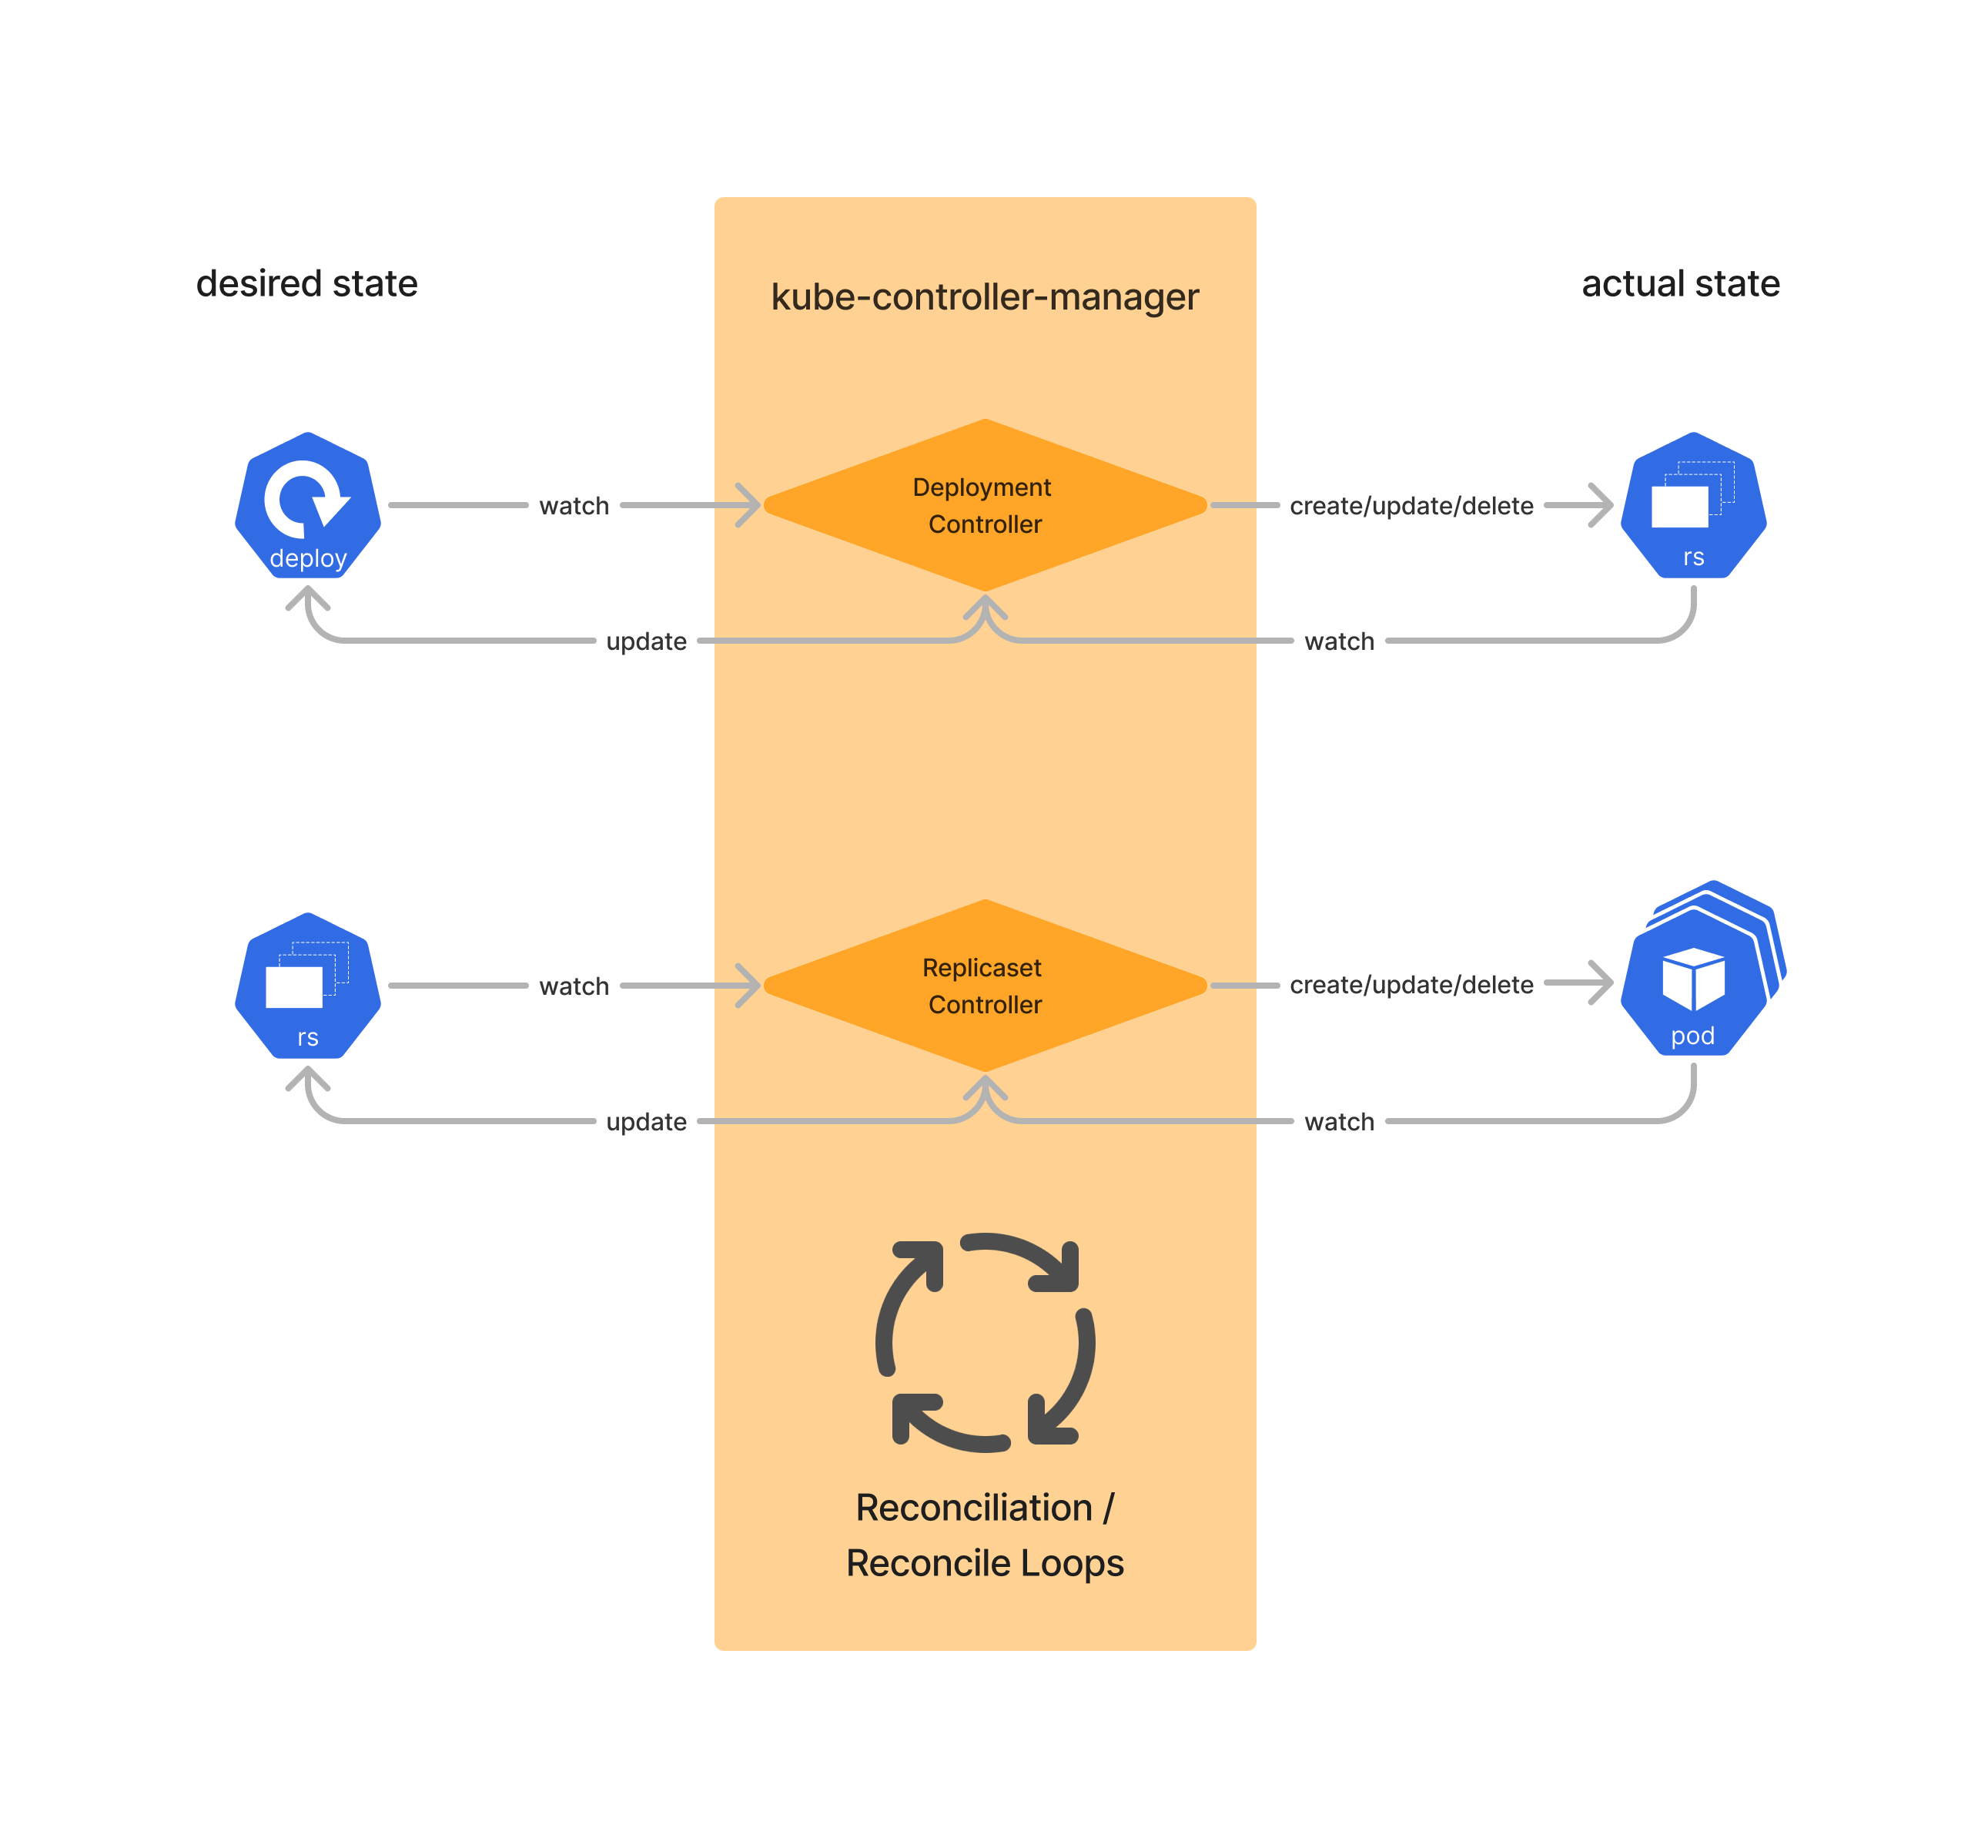 desired state
kube-controller-manager
actual state
deploy
watch
Deployment
Controller
create/update/delete
rs
update
watch
rs
watch
Replicaset
Controller
create/update/delete
pod
update
watch
Reconciliation /
Reconcile Loops